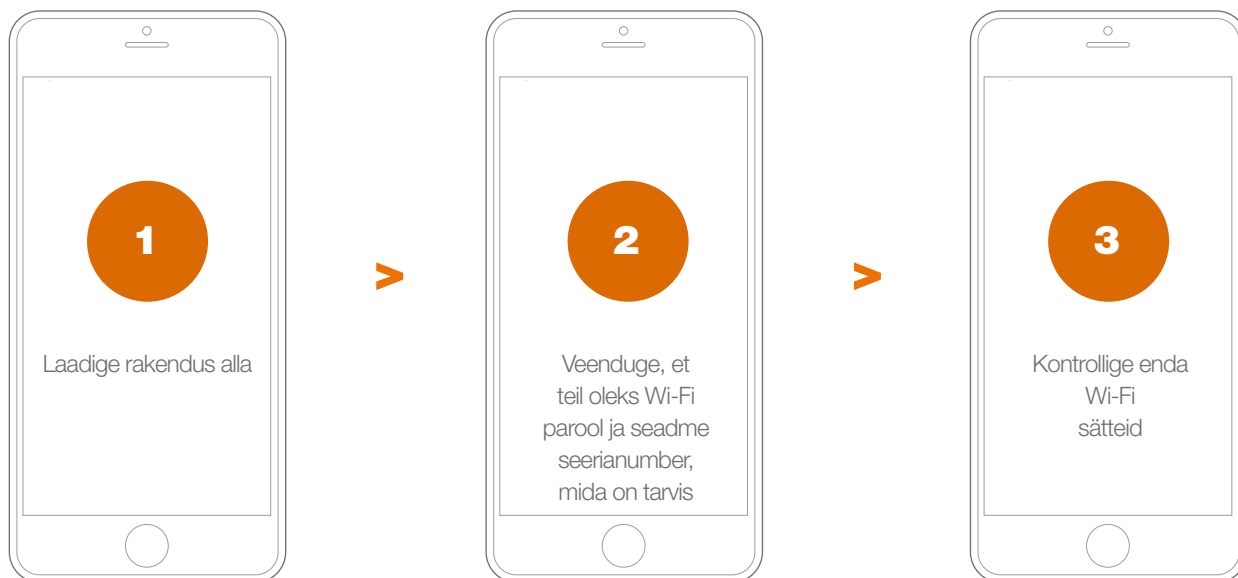 1
Laadige rakendus alla
>
2
Veenduge, et
teil oleks Wi-Fi
parool ja seadme
seerianumber,
mida on tarvis
>
3
Kontrollige enda
Wi-Fi
sätteid